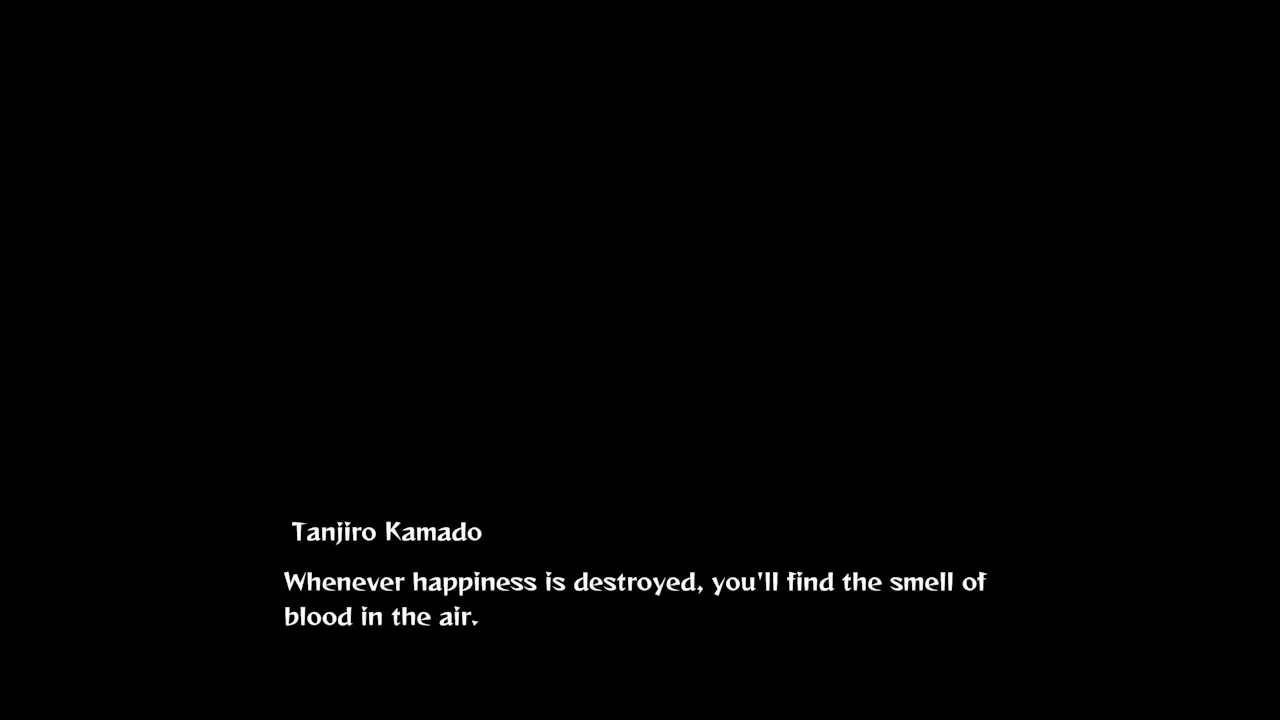 Tanjiro Kamado
Whenever happiness is destroyed, you'll find the smell of
blood in the air.